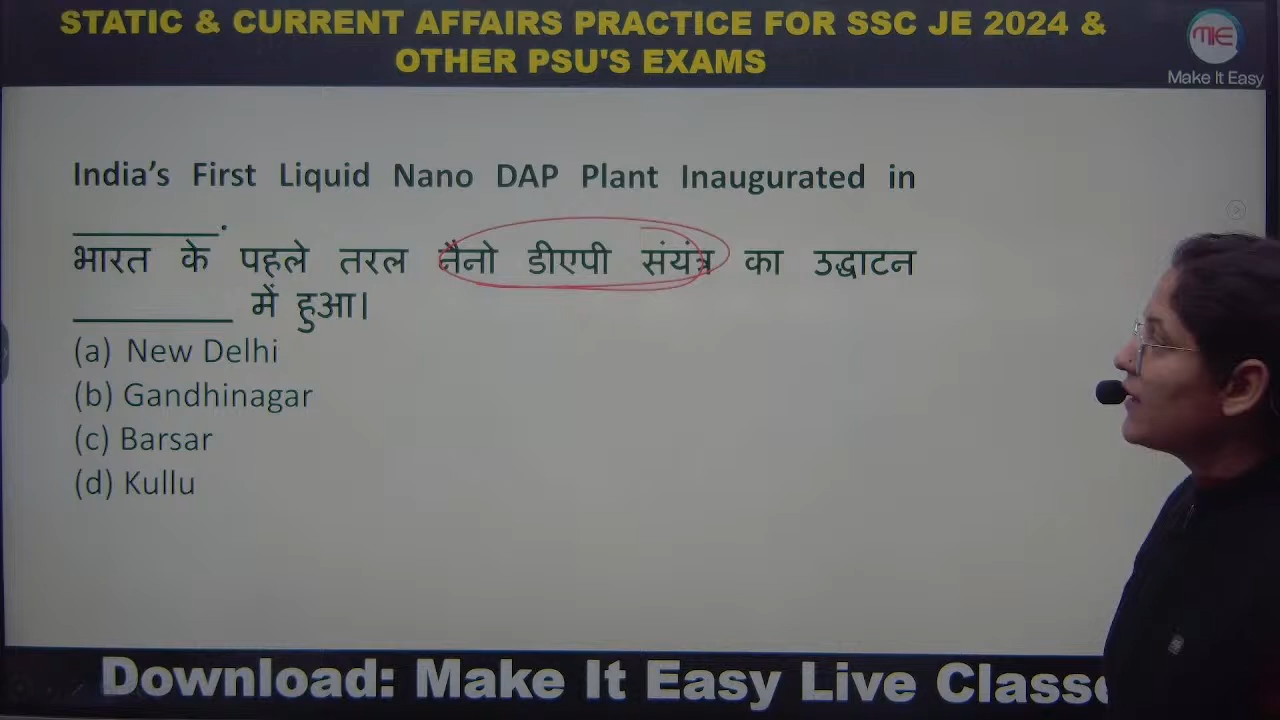 STATIC & CURRENT AFFAIRS PRACTICE FOR SSC JE 2024 &
OTHER PSU'S EXAMS
MIE
Make It Easy
India's First Liquid Nano DAP Plant Inaugurated in
__________.
भारत के पहले तरल नैनो डीएपी संयंत्र का उद्घाटन
___________ में हुआ।
(a) New Delhi
(b) Gandhinagar
(c) Barsar
(d) Kullu
Download: Make It Easy Live Classe